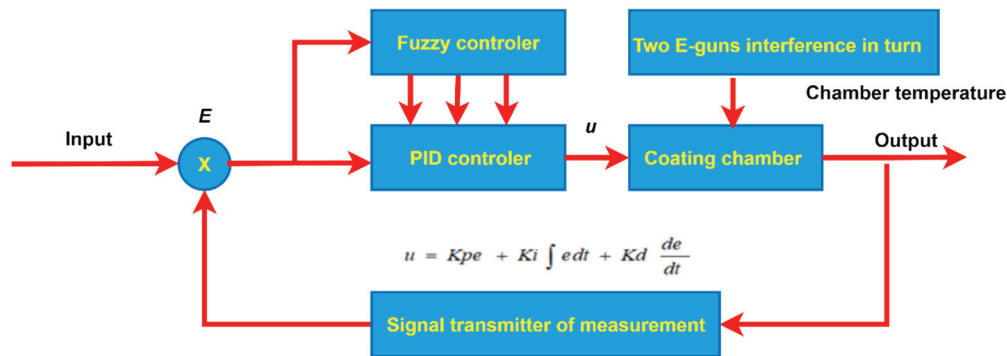 Fuzzy controler
Two E-guns interference in turn
Chamber temperature
E
u
Input
X
PID controler
Coating chamber
Output
u = Kpe + Ki ∫ edt + Kd de/dt
Signal transmitter of measurement